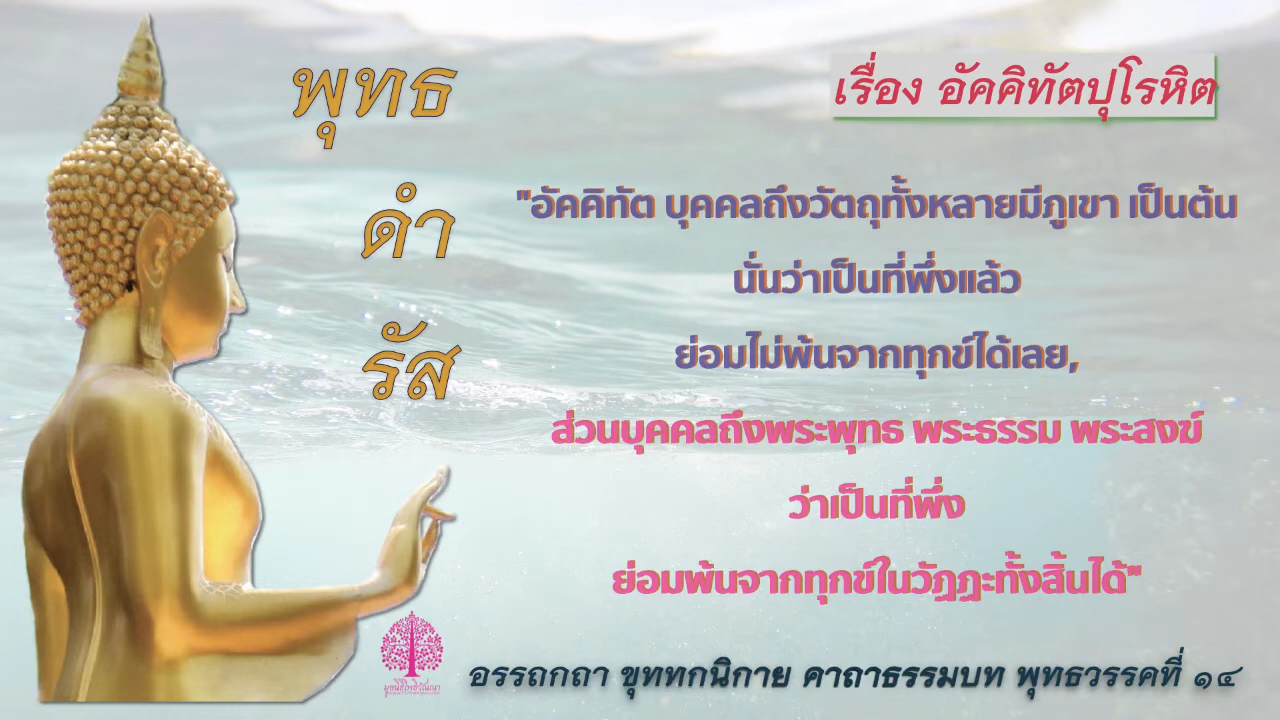 พุทธ
ดำ
รัส
เรื่อง อัคคิทัตปุโรหิต
"อัคคิทัต บุคคลถึงวัตถุทั้งหลายมีภูเขา เป็นต้น
นั่นว่าเป็นที่พึ่งแล้ว
ย่อมไม่พ้นจากทุกข์ได้เลย,
ส่วนบุคคลถึงพระพุทธ พระธรรม พระสงฆ์
ว่าเป็นที่พึ่ง
ย่อมพ้นจากทุกข์ในวัฏฏะทั้งสิ้นได้"
อรรถกถา ขุททกนิกาย คาถาธรรมบท พุทธวรรคที่ ๑๔